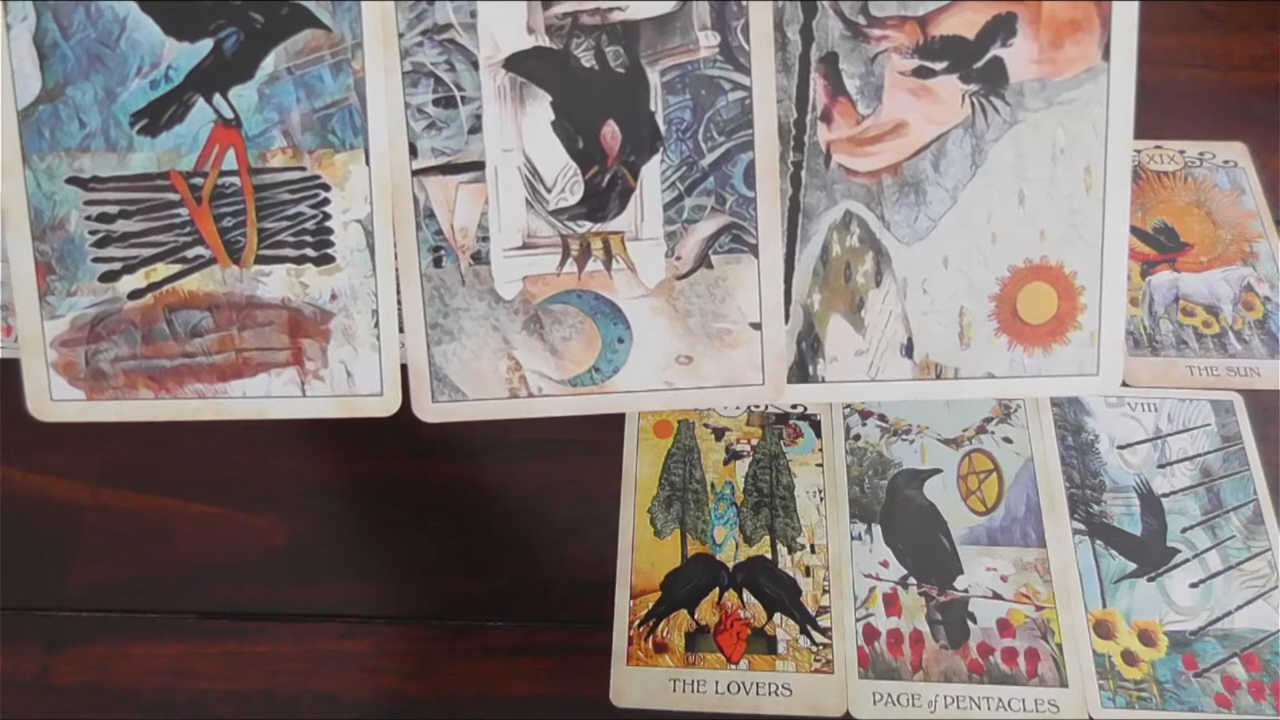 XIX
THE SUN
VIII
THE LOVERS
PAGE of PENTACLES